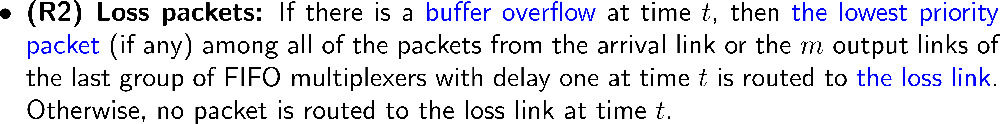 • (R2) Loss packets: If there is a buffer overflow at time t, then the lowest priority
packet (if any) among all of the packets from the arrival link or the m output links of
the last group of FIFO multiplexers with delay one at time t is routed to the loss link.
Otherwise, no packet is routed to the loss link at time t.